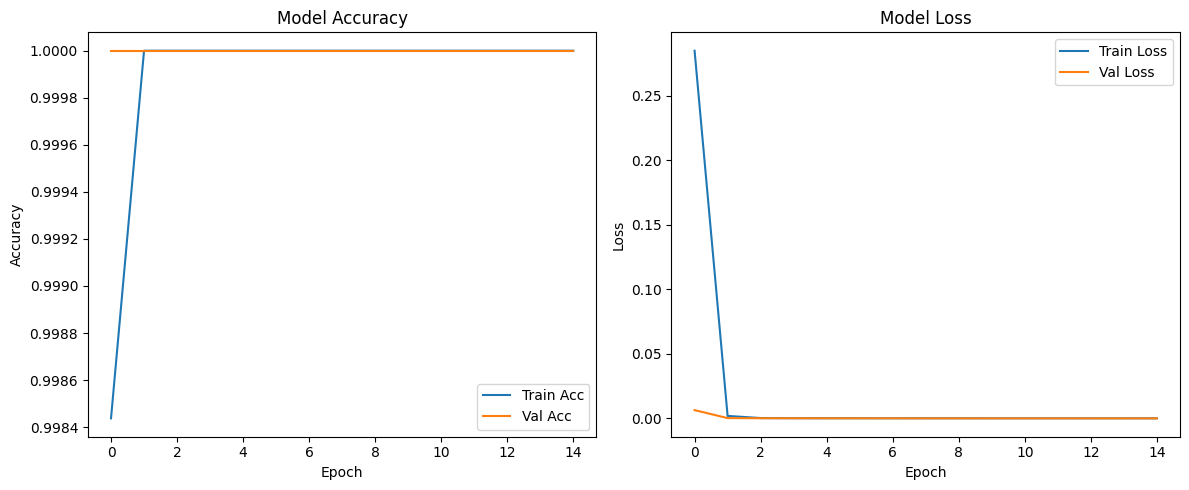 Model Accuracy
1.0000
0.9998
0.9996
0.9994
0.9992
0.9990
0.9988
0.9986
0.9984
Accuracy
0 2 4 6 8 10 12 14
Epoch
Train Acc
Val Acc
Model Loss
0.25
0.20
0.15
0.10
0.05
0.00
Loss
0 2 4 6 8 10 12 14
Epoch
Train Loss
Val Loss